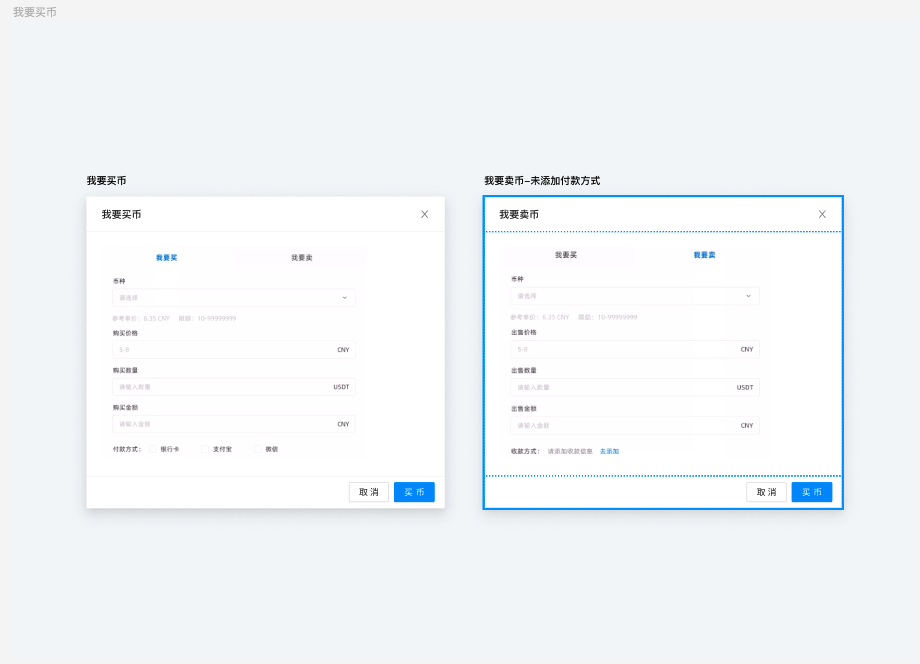 我要买币
我要买币
我要买币
我要买
我要卖
币种
请选择
参考单价： 6.35 CNY 限额： 10-99999999
购买价格
5-8
CNY
购买数量
请输入数量
USDT
购买金额
请输入金额
CNY
付款方式： 银行卡 支付宝 微信
取 消
买 币
我要卖币-未添加付款方式
我要卖币
我要买
我要卖
币种
请选择
参考单价： 6.35 CNY 限额： 10-99999999
出售价格
5-8
CNY
出售数量
请输入数量
USDT
出售金额
请输入金额
CNY
收款方式： 请添加收款信息 去添加
取 消
买 币